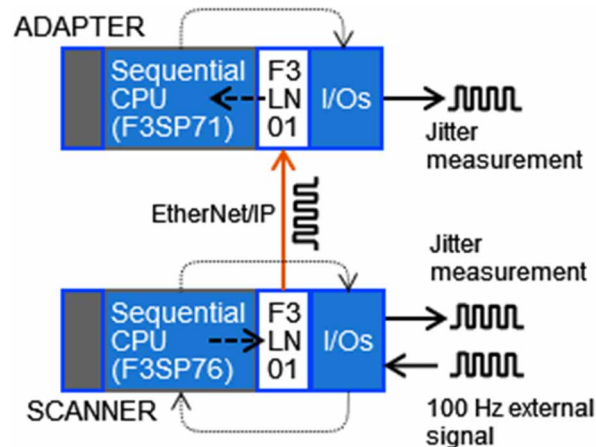 ADAPTER
Sequential
CPU
(F3SP71)
F3
LN
01
I/Os
Jitter
measurement
EtherNet/IP
Jitter
measurement
Sequential
CPU
(F3SP76)
F3
LN
01
I/Os
SCANNER
100 Hz external
signal